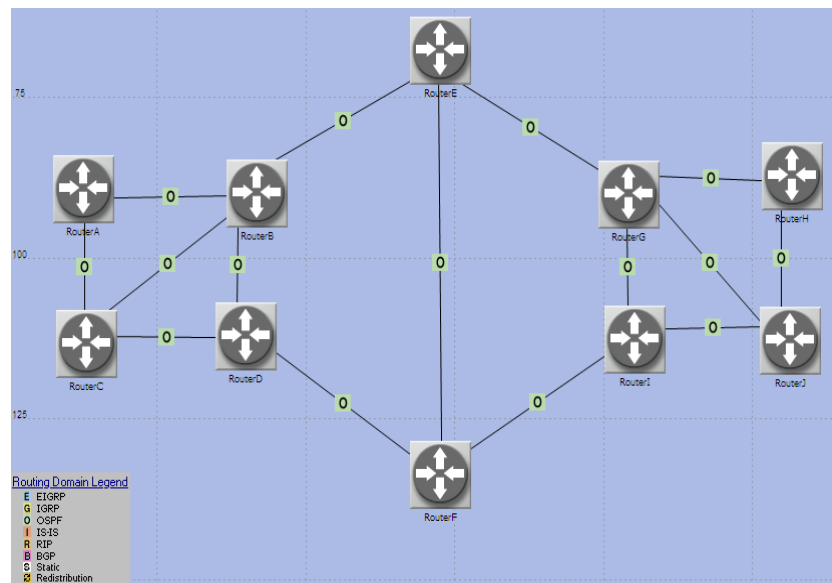 RouterE
75
O
O
RouterA
O
RouterB
RouterG
O
RouterH
100
O
O
O
O
O
O
O
RouterC
O
RouterD
RouterI
O
RouterJ
125
O
O
RouterF
Routing Domain Legend
E EIGRP
G IGRP
O OSPF
I IS-IS
R RIP
B BGP
S Static
Redistribution